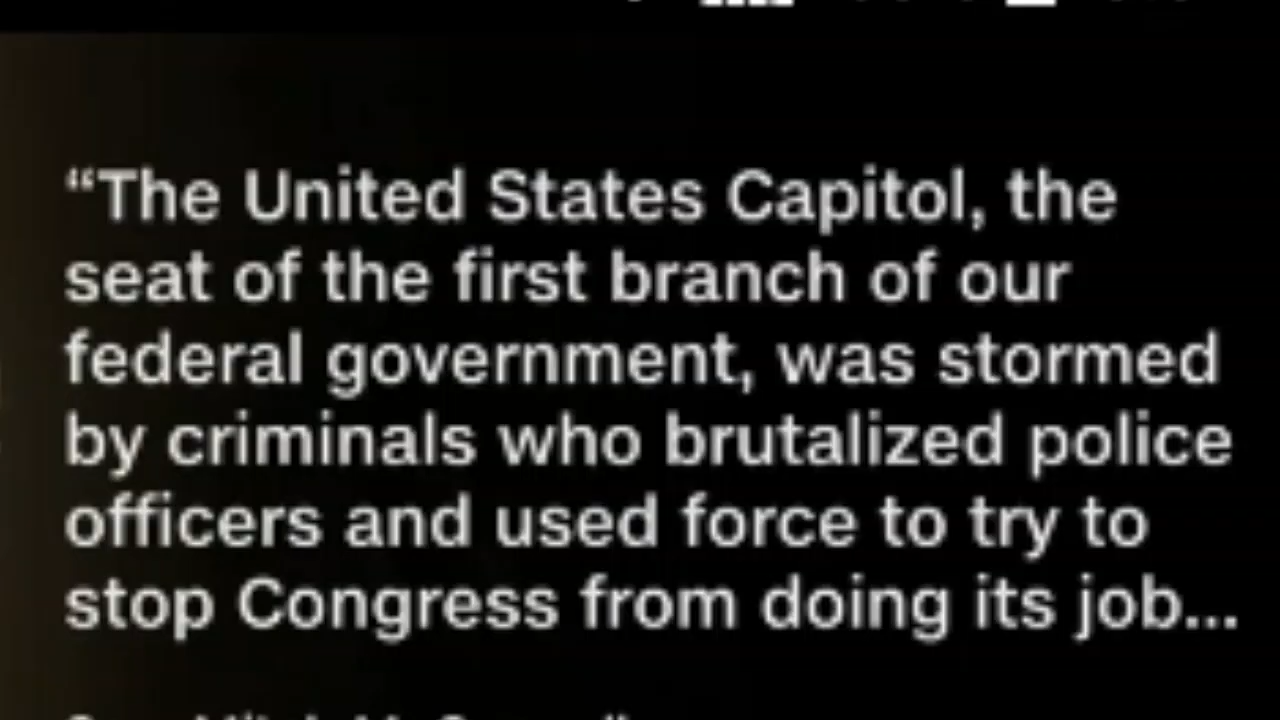 “The United States Capitol, the
seat of the first branch of our
federal government, was stormed
by criminals who brutalized police
officers and used force to try to
stop Congress from doing its job...